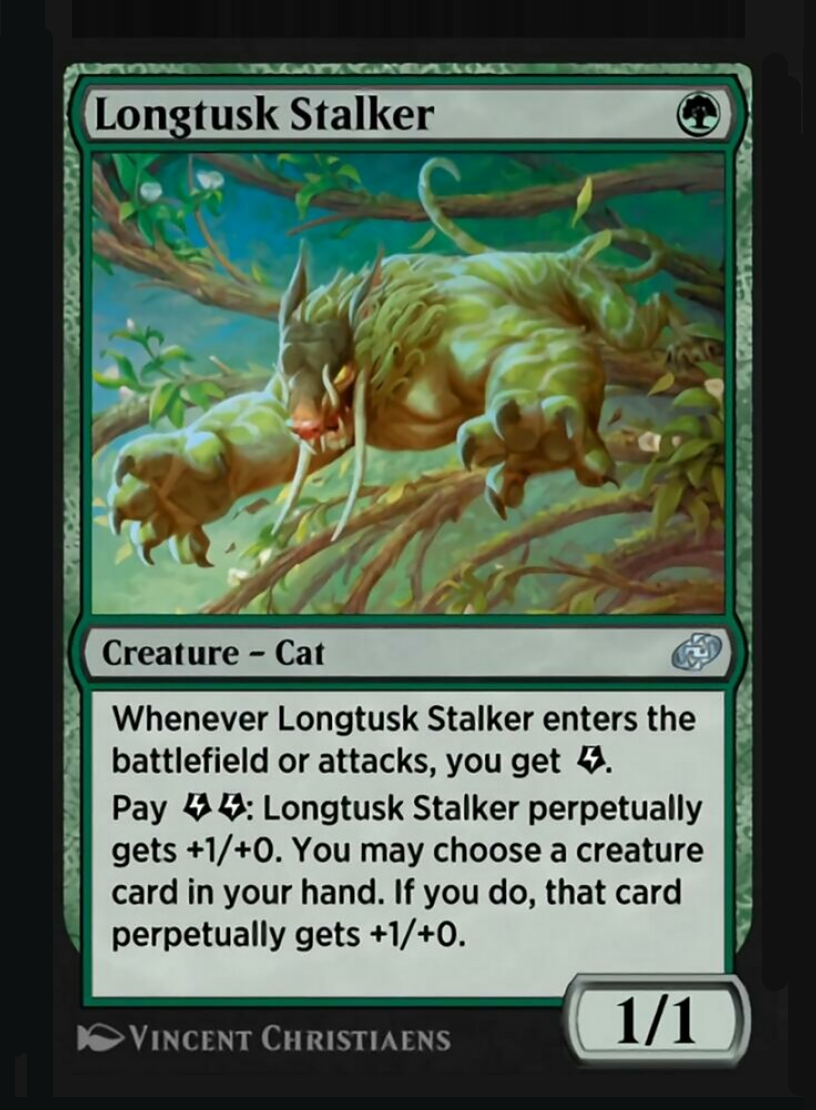 Longtusk Stalker
Creature – Cat
Whenever Longtusk Stalker enters the
battlefield or attacks, you get .
Pay : Longtusk Stalker perpetually
gets +1/+0. You may choose a creature
card in your hand. If you do, that card
perpetually gets +1/+0.
1/1
Vincent Christiaens